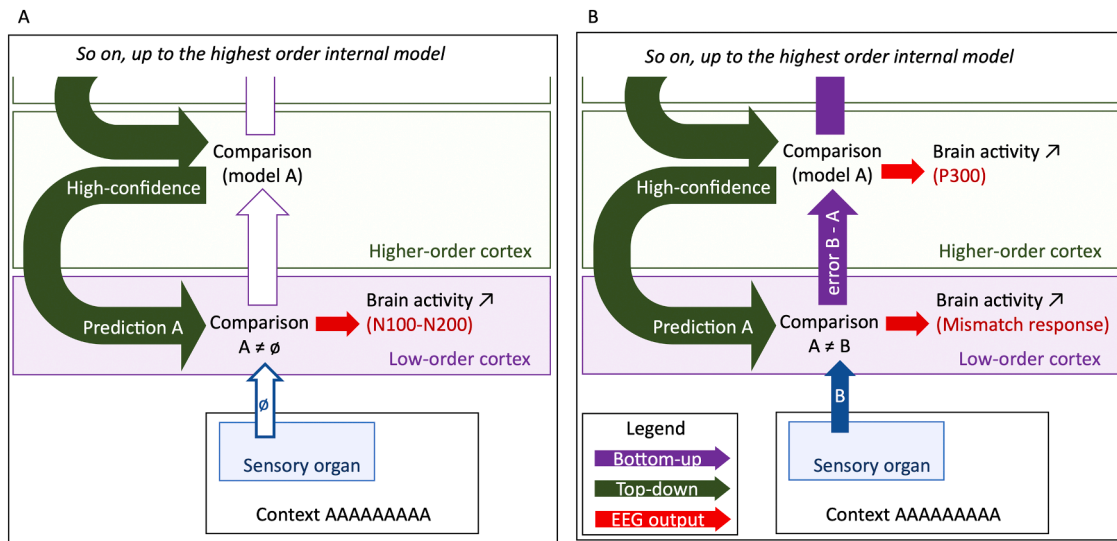 A
So on, up to the highest order internal model
Comparison
(model A)
High-confidence
Higher-order cortex
Brain activity ↗
(N100-N200)
Prediction A
Comparison
A ≠ ø
Low-order cortex
ø
Sensory organ
Context AAAAAAAAA
B
So on, up to the highest order internal model
Comparison
(model A)
Brain activity ↗
(P300)
High-confidence
error B - A
Higher-order cortex
Brain activity ↗
(Mismatch response)
Prediction A
Comparison
A ≠ B
Low-order cortex
B
Legend
Bottom-up
Top-down
EEG output
Sensory organ
Context AAAAAAAAA